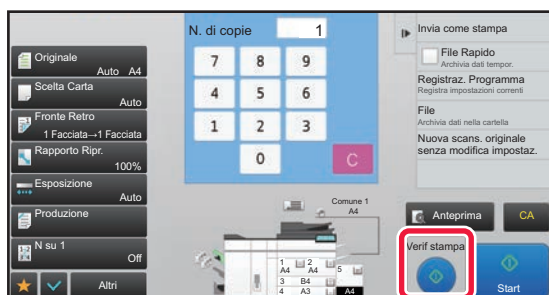 Originale
Auto A4
Scelta Carta
Auto
Fronte Retro
1 Facciata→1 Facciata
Rapporto Ripr.
100%
Esposizione
Auto
Produzione
N su 1
Off
Altri
N. di copie
1
7 8 9
4 5 6
1 2 3
0
C
Comune 1
A4
1 A4
2 A4
3 B4
4 A3
5
A4
Invia come stampa
File Rapido
Archivia dati tempor.
Registraz. Programma
Registra impostazioni correnti
File
Archivia dati nella cartella
Nuova scans. originale
senza modifica impostaz.
Anteprima
CA
Verif stampa
Start